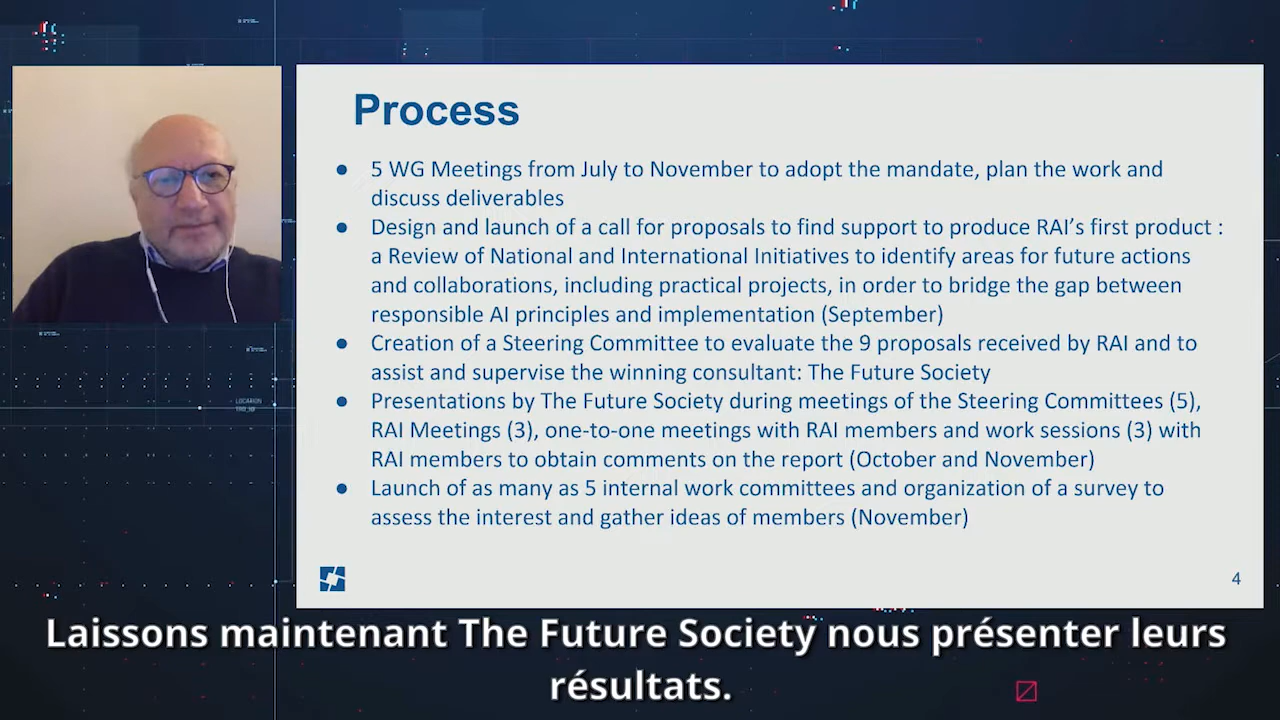 Process
● 5 WG Meetings from July to November to adopt the mandate, plan the work and
discuss deliverables
● Design and launch of a call for proposals to find support to produce RAI’s first product :
a Review of National and International Initiatives to identify areas for future actions
and collaborations, including practical projects, in order to bridge the gap between
responsible AI principles and implementation (September)
● Creation of a Steering Committee to evaluate the 9 proposals received by RAI and to
assist and supervise the winning consultant: The Future Society
● Presentations by The Future Society during meetings of the Steering Committees (5),
RAI Meetings (3), one-to-one meetings with RAI members and work sessions (3) with
RAI members to obtain comments on the report (October and November)
● Launch of as many as 5 internal work committees and organization of a survey to
assess the interest and gather ideas of members (November)
4
LOCARION
Laissons maintenant The Future Society nous présenter leurs
résultats.